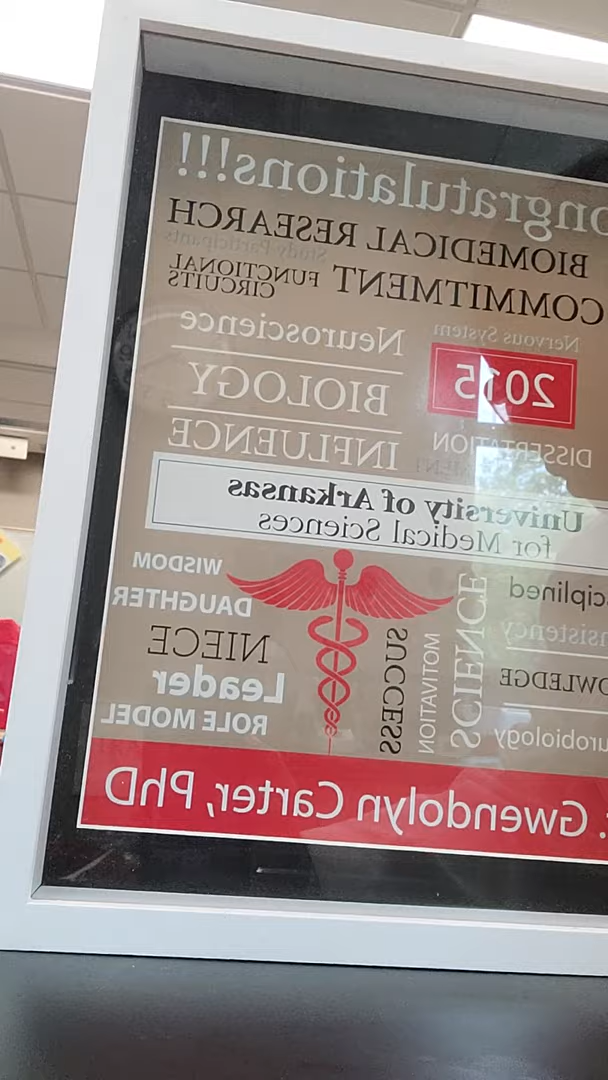 ongratulations!!!
BIOMEDICAL RESEARCH
Study Participants
COMMITMENT FUNCTIONAL CIRCUITS
Nervous System
Neuroscience
2015
BIOLOGY
DISSERTATION
INFLUENCE
University of Arkansas
for Medical Sciences
WISDOM
DAUGHTER
NIECE
Leader
ROLE MODEL
SUCCESS
MOTIVATION
SCIENCE
ciplined
nsistency
OWLEDGE
urobiology
r. Gwendolyn Carter, PhD